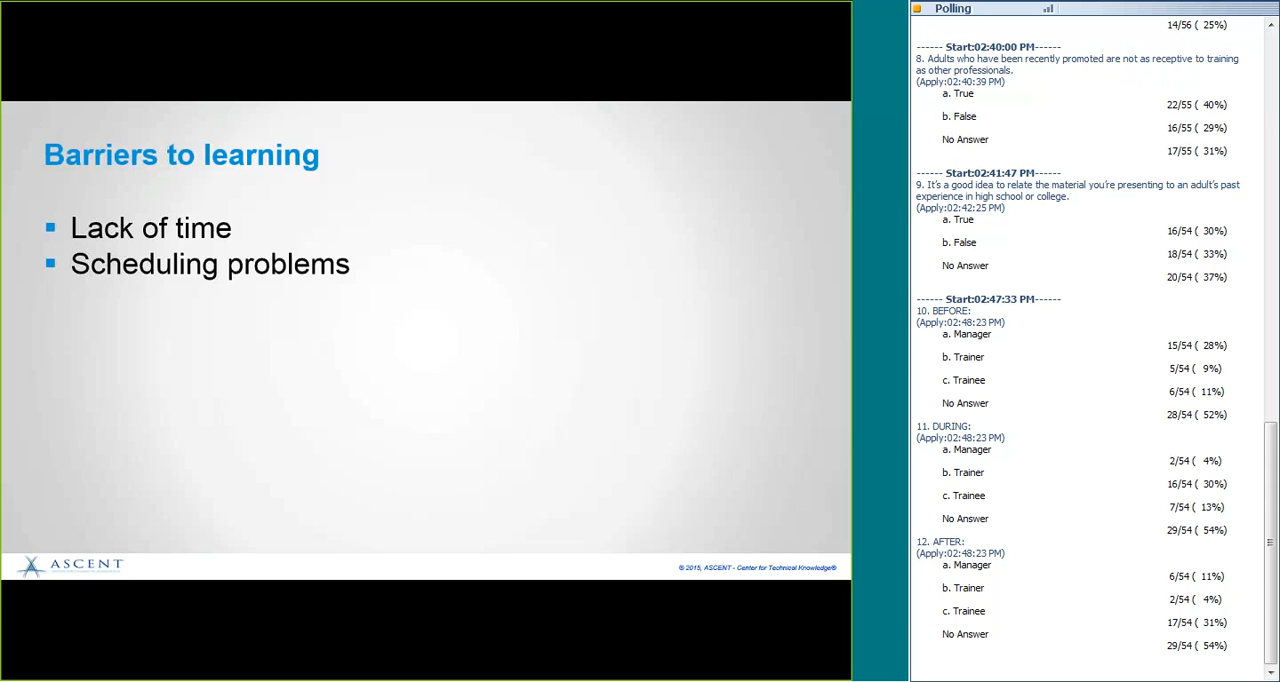 Barriers to learning
Lack of time
Scheduling problems
ASCENT
© 2015, ASCENT - Center for Technical Knowledge®
Polling
14/56 ( 25%)
------ Start:02:40:00 PM------
8. Adults who have been recently promoted are not as receptive to training
as other professionals.
(Apply:02:40:39 PM)
a. True
22/55 ( 40%)
b. False
16/55 ( 29%)
No Answer
17/55 ( 31%)
------ Start:02:41:47 PM------
9. It's a good idea to relate the material you're presenting to an adult's past
experience in high school or college.
(Apply:02:42:25 PM)
a. True
16/54 ( 30%)
b. False
18/54 ( 33%)
No Answer
20/54 ( 37%)
------ Start:02:47:33 PM------
10. BEFORE:
(Apply:02:48:23 PM)
a. Manager
15/54 ( 28%)
b. Trainer
5/54 ( 9%)
c. Trainee
6/54 ( 11%)
No Answer
28/54 ( 52%)
11. DURING:
(Apply:02:48:23 PM)
a. Manager
2/54 ( 4%)
b. Trainer
16/54 ( 30%)
c. Trainee
7/54 ( 13%)
No Answer
29/54 ( 54%)
12. AFTER:
(Apply:02:48:23 PM)
a. Manager
6/54 ( 11%)
b. Trainer
2/54 ( 4%)
c. Trainee
17/54 ( 31%)
No Answer
29/54 ( 54%)